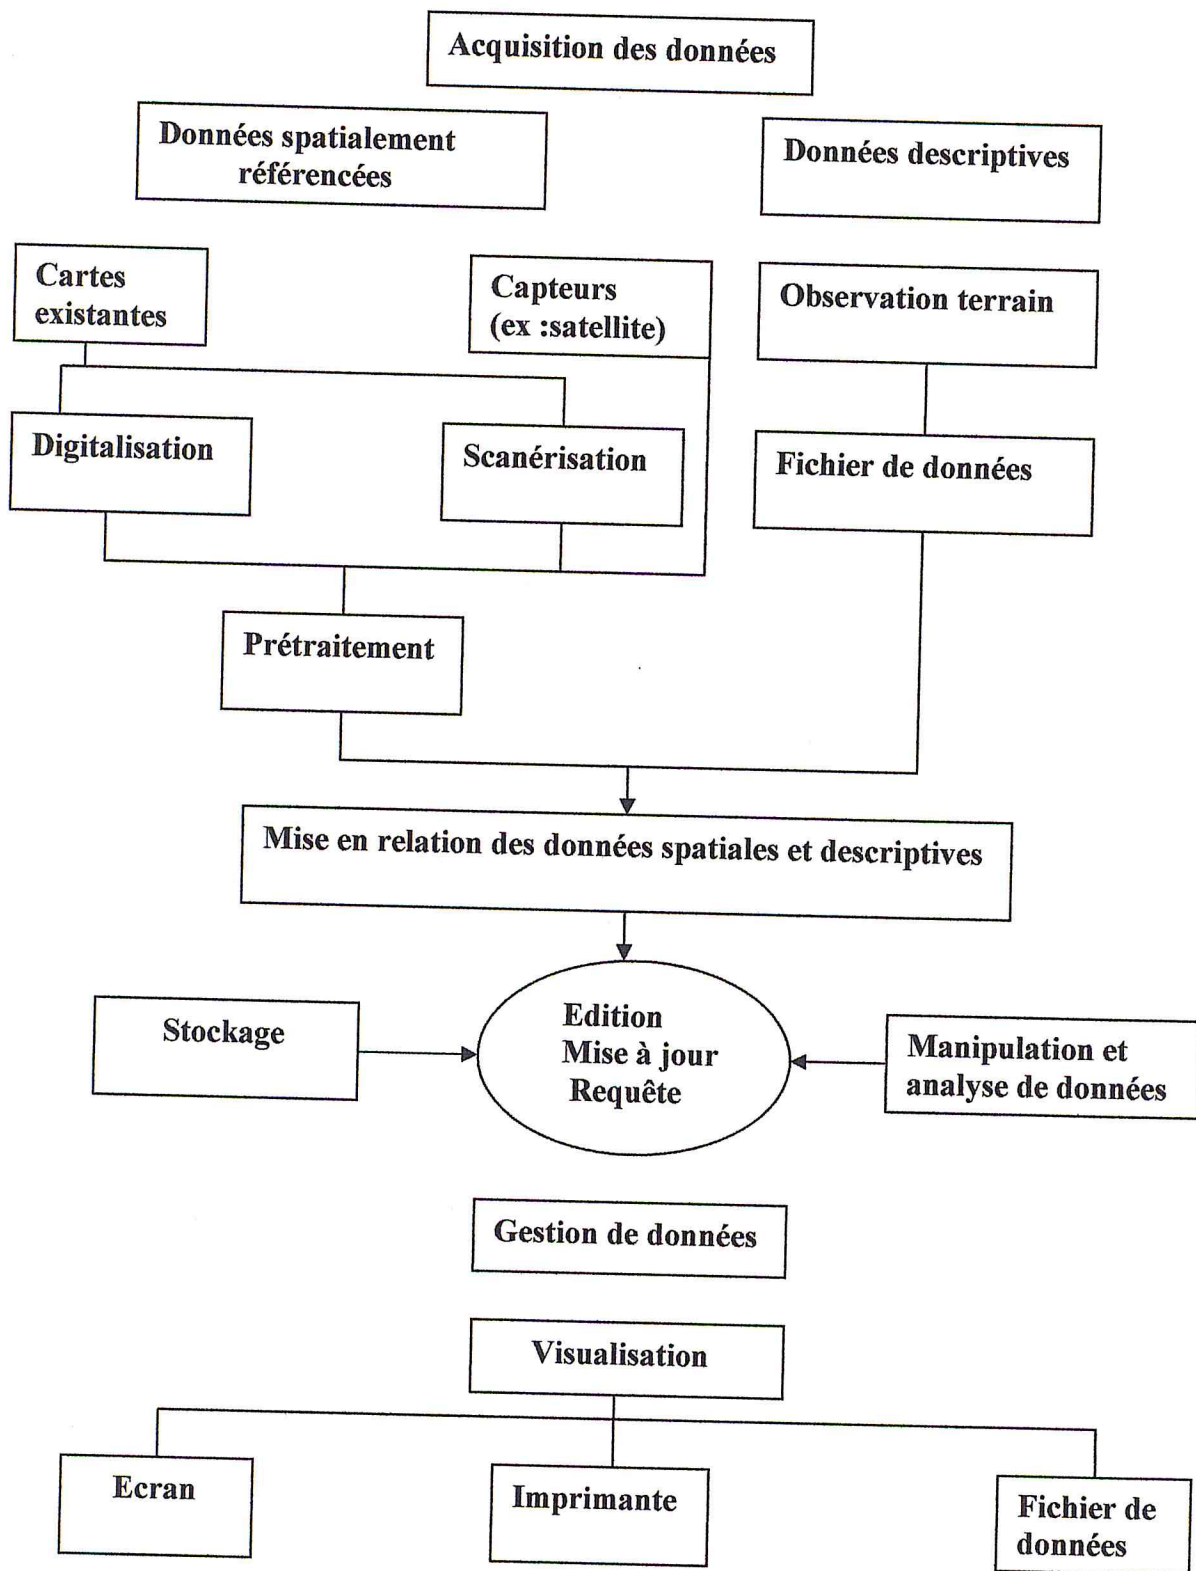 Acquisition des données
Données spatialement
référencées
Données descriptives
Cartes
existantes
Capteurs
(ex :satellite)
Observation terrain
Digitalisation
Scanérisation
Fichier de données
Prétraitement
Mise en relation des données spatiales et descriptives
Stockage
Edition
Mise à jour
Requête
Manipulation et
analyse de données
Gestion de données
Visualisation
Ecran
Imprimante
Fichier de
données